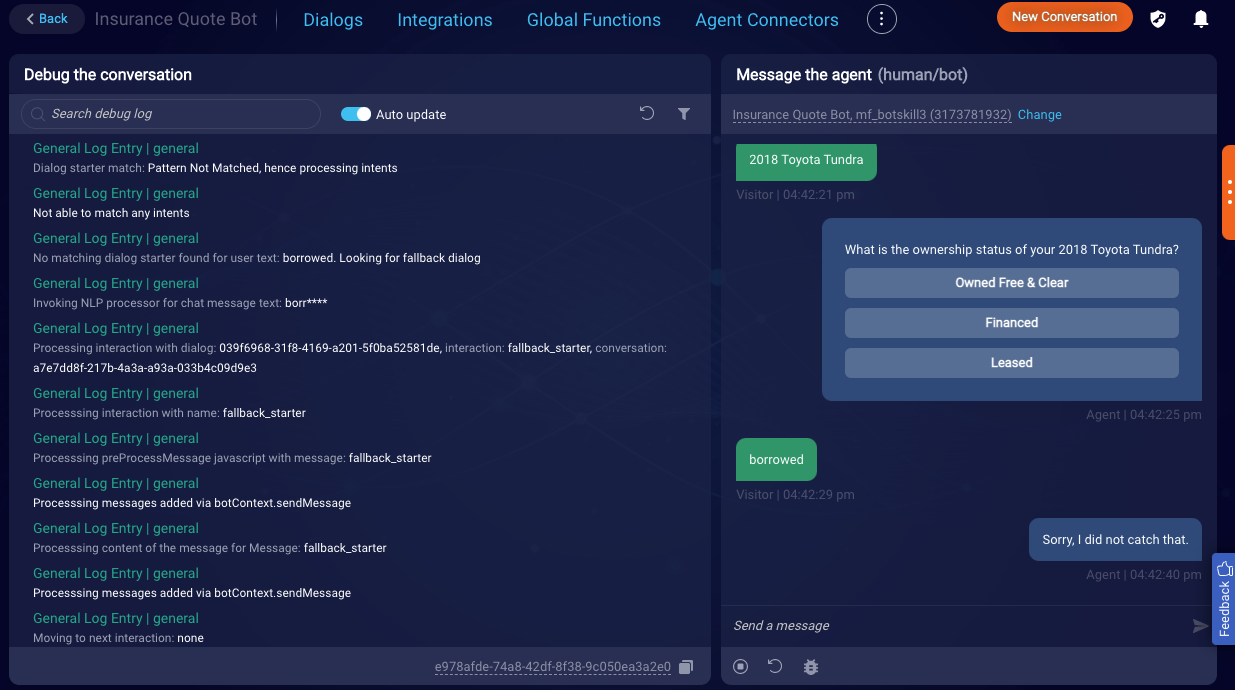 Back
Insurance Quote Bot
Dialogs
Integrations
Global Functions
Agent Connectors
New Conversation
Debug the conversation
Search debug log
Auto update
General Log Entry | general
Dialog starter match: Pattern Not Matched, hence processing intents
General Log Entry | general
Not able to match any intents
General Log Entry | general
No matching dialog starter found for user text: borrowed. Looking for fallback dialog
General Log Entry | general
Invoking NLP processor for chat message text: borr****
General Log Entry | general
Processing interaction with dialog: 039f6968-31f8-4169-a201-5f0ba52581de, interaction: fallback_starter, conversation:
a7e7dd8f-217b-4a3a-a93a-033b4c09d9e3
General Log Entry | general
Processsing interaction with name: fallback_starter
General Log Entry | general
Processsing preProcessMessage javascript with message: fallback_starter
General Log Entry | general
Processsing messages added via botContext.sendMessage
General Log Entry | general
Processsing content of the message for Message: fallback_starter
General Log Entry | general
Processsing messages added via botContext.sendMessage
General Log Entry | general
Moving to next interaction: none
e978afde-74a8-42df-8f38-9c050ea3a2e0
Message the agent (human/bot)
Insurance Quote Bot, mf_botskill3 (3173781932) Change
2018 Toyota Tundra
Visitor | 04:42:21 pm
What is the ownership status of your 2018 Toyota Tundra?
Owned Free & Clear
Financed
Leased
Agent | 04:42:25 pm
borrowed
Visitor | 04:42:29 pm
Sorry, I did not catch that.
Agent | 04:42:40 pm
Send a message
Feedback